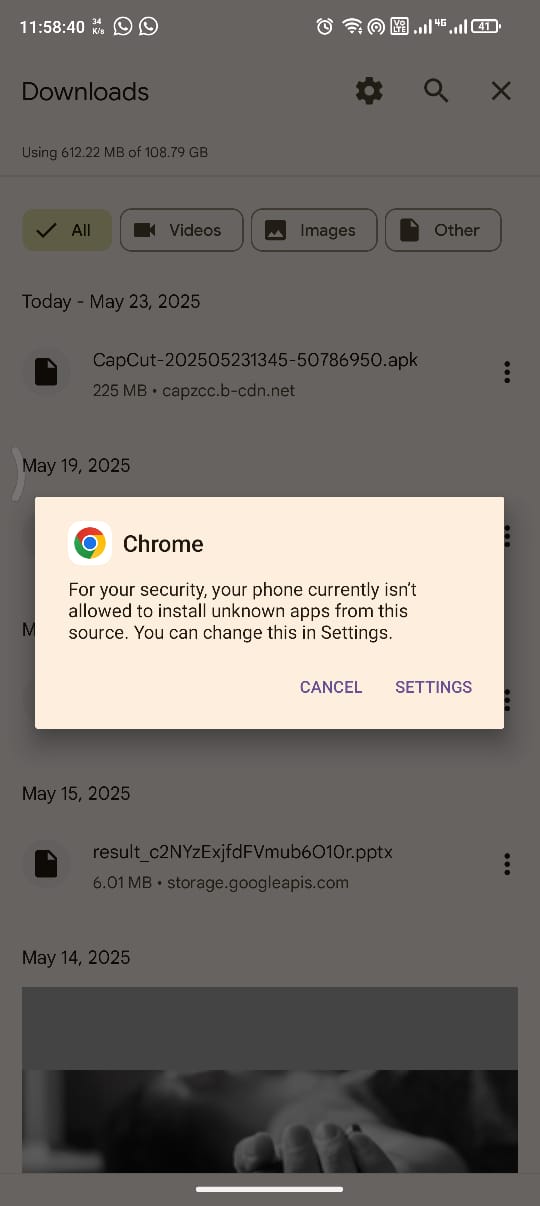 11:58:40 34 K/s VO LTE 4G 41
Downloads
Using 612.22 MB of 108.79 GB
All Videos Images Other
Today - May 23, 2025
CapCut-202505231345-50786950.apk
225 MB • capzcc.b-cdn.net
May 19, 2025
M
Chrome
For your security, your phone currently isn't
allowed to install unknown apps from this
source. You can change this in Settings.
CANCEL SETTINGS
May 15, 2025
result_c2NYzExjfdFVmub6O10r.pptx
6.01 MB • storage.googleapis.com
May 14, 2025